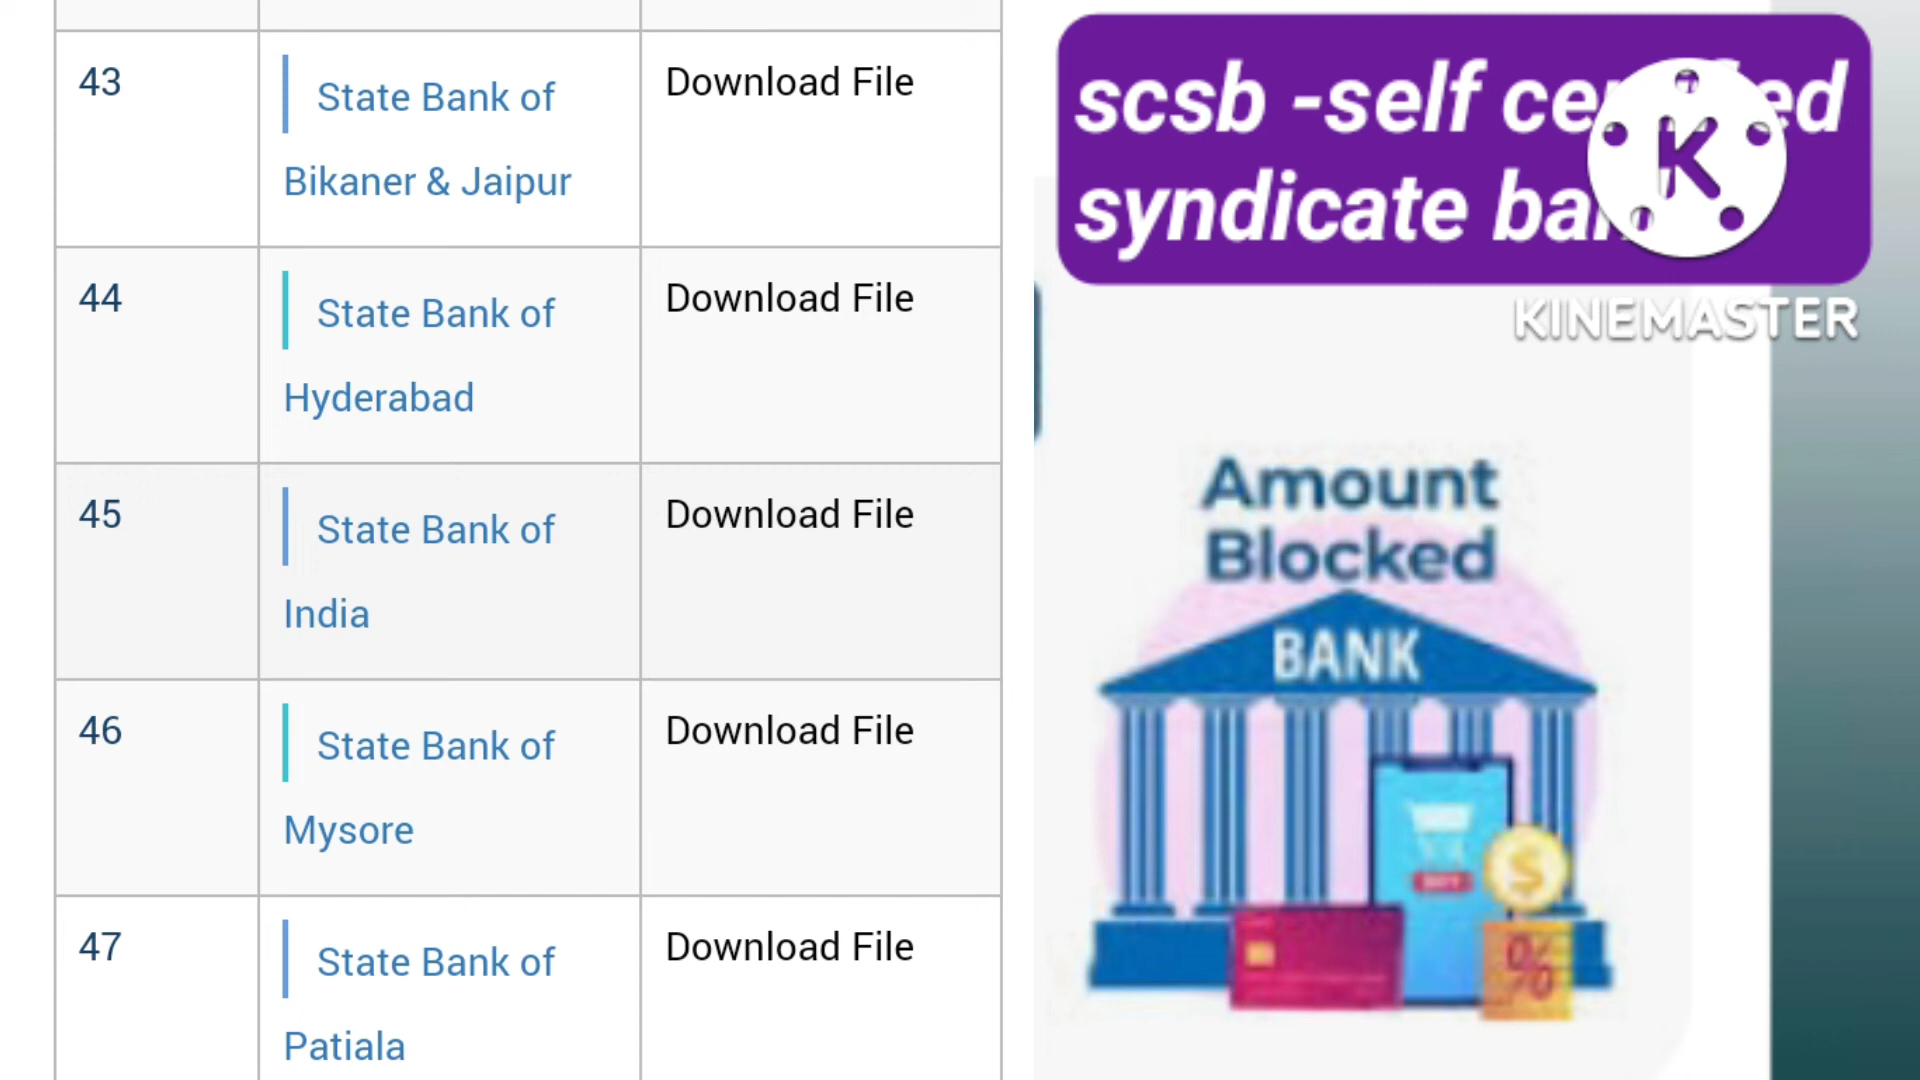 43
State Bank of
Bikaner & Jaipur
Download File
44
State Bank of
Hyderabad
Download File
45
State Bank of
India
Download File
46
State Bank of
Mysore
Download File
47
State Bank of
Patiala
Download File
scsb -self certified
syndicate bank
K
KINEMASTER
Amount
Blocked
BANK
$
%